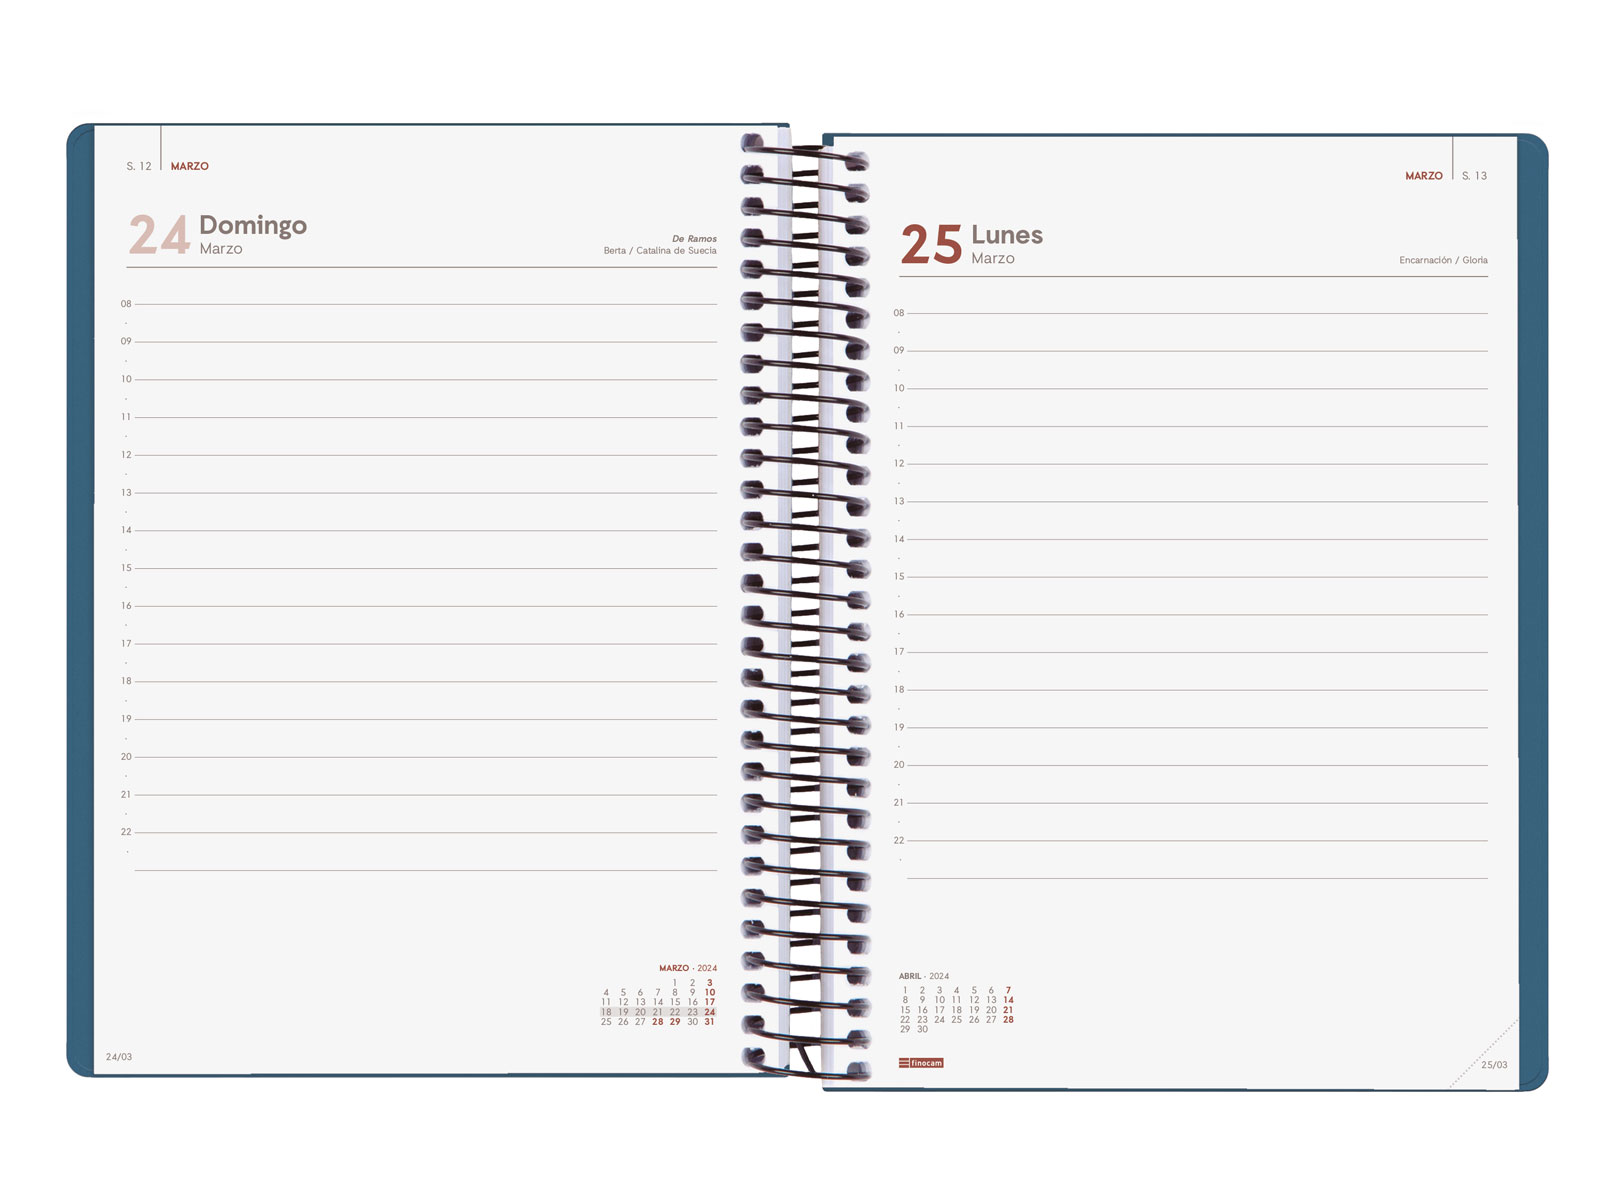 S. 12 MARZO
24 Domingo
Marzo
De Ramos
Berta / Catalina de Suecia
08
09
10
11
12
13
14
15
16
17
18
19
20
21
22
MARZO · 2024
1 2 3
4 5 6 7 8 9 10
11 12 13 14 15 16 17
18 19 20 21 22 23 24
25 26 27 28 29 30 31
24/03
MARZO S. 13
25 Lunes
Marzo
Encarnación / Gloria
08
09
10
11
12
13
14
15
16
17
18
19
20
21
22
ABRIL · 2024
1 2 3 4 5 6 7
8 9 10 11 12 13 14
15 16 17 18 19 20 21
22 23 24 25 26 27 28
29 30
finocam
25/03